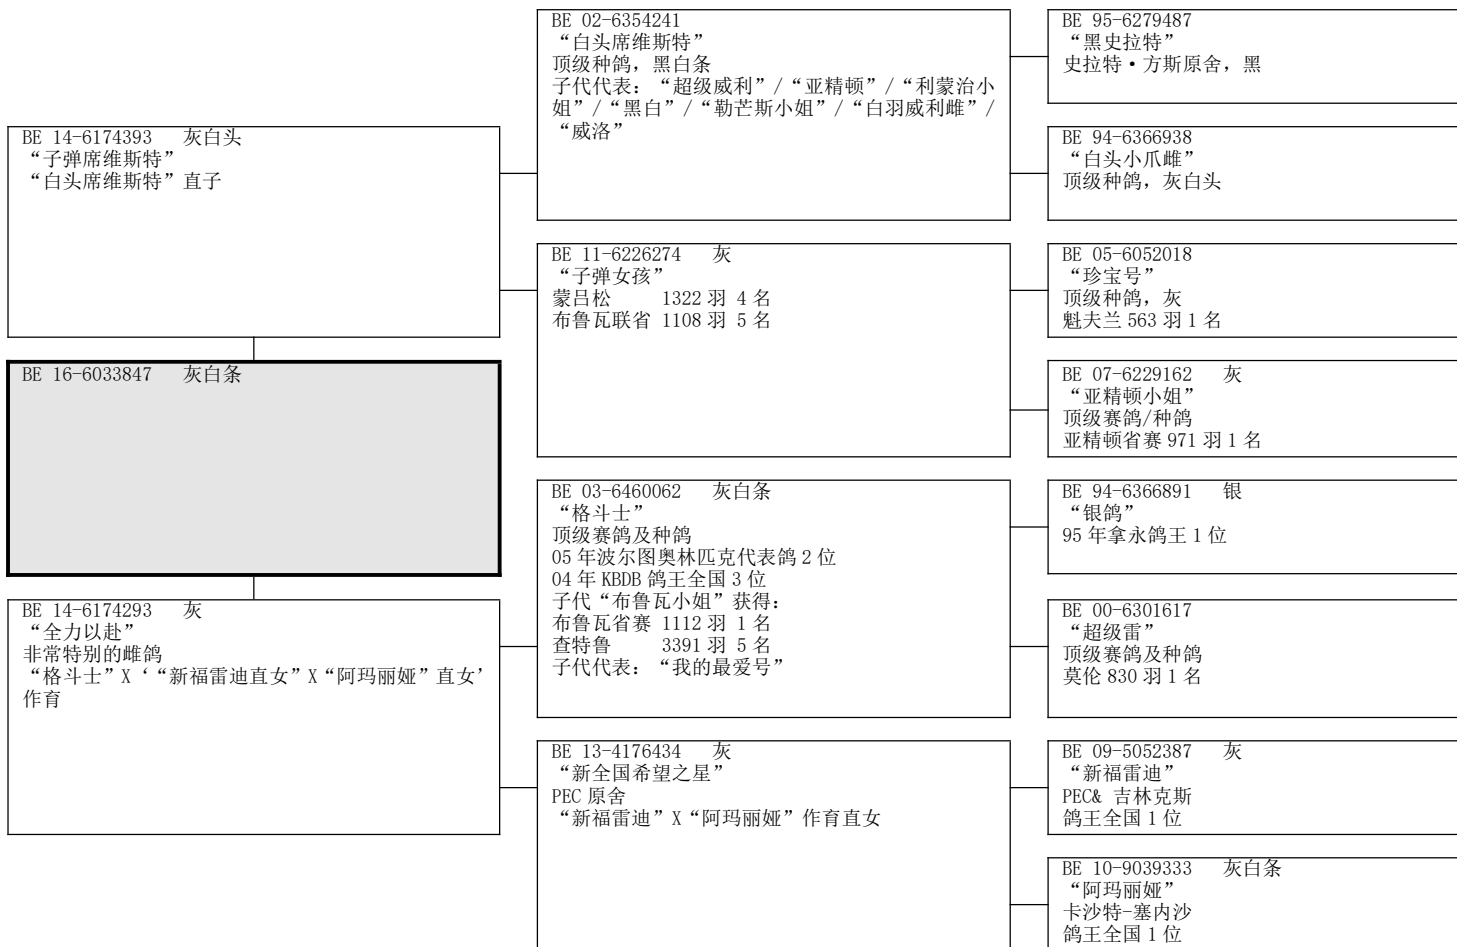 BE 14-6174393 灰白头
“子弹席维斯特”
“白头席维斯特”直子
BE 16-6033847 灰白条
BE 14-6174293 灰
“全力以赴”
非常特别的雌鸽
“格斗士”X‘“新福雷迪直女”X“阿玛丽娅”直女’
作育
BE 02-6354241
“白头席维斯特”
顶级种鸽，黑白条
子代代表：“超级威利”/“亚精顿”/“利蒙治小
姐”/“黑白”/“勒芒斯小姐”/“白羽威利雌”/
“威洛”
BE 11-6226274 灰
“子弹女孩”
蒙吕松 1322 羽 4 名
布鲁瓦联省 1108 羽 5 名
BE 03-6460062 灰白条
“格斗士”
顶级赛鸽及种鸽
05 年波尔图奥林匹克代表鸽 2 位
04 年 KBDB 鸽王全国 3 位
子代“布鲁瓦小姐”获得：
布鲁瓦省赛 1112 羽 1 名
查特鲁 3391 羽 5 名
子代代表：“我的最爱号”
BE 13-4176434 灰
“新全国希望之星”
PEC 原舍
“新福雷迪”X“阿玛丽娅”作育直女
BE 95-6279487
“黑史拉特”
史拉特·方斯原舍，黑
BE 94-6366938
“白头小爪雌”
顶级种鸽，灰白头
BE 05-6052018
“珍宝号”
顶级种鸽，灰
魁夫兰 563 羽 1 名
BE 07-6229162 灰
“亚精顿小姐”
顶级赛鸽/种鸽
亚精顿省赛 971 羽 1 名
BE 94-6366891 银
“银鸽”
95 年拿永鸽王 1 位
BE 00-6301617
“超级雷”
顶级赛鸽及种鸽
莫伦 830 羽 1 名
BE 09-5052387 灰
“新福雷迪”
PEC& 吉林克斯
鸽王全国 1 位
BE 10-9039333 灰白条
“阿玛丽娅”
卡沙特-塞内沙
鸽王全国 1 位